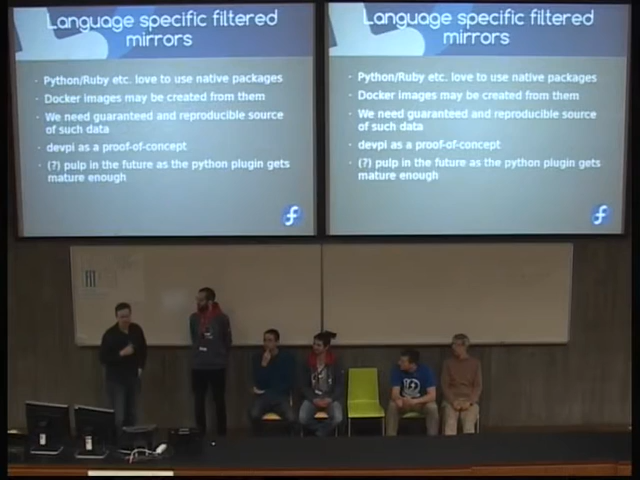 Language specific filtered
mirrors
· Python/Ruby etc. love to use native packages
· Docker images may be created from them
· We need guaranteed and reproducible source
of such data
· devpi as a proof-of-concept
· (?) pulp in the future as the python plugin gets
mature enough
Language specific filtered
mirrors
· Python/Ruby etc. love to use native packages
· Docker images may be created from them
· We need guaranteed and reproducible source
of such data
· devpi as a proof-of-concept
· (?) pulp in the future as the python plugin gets
mature enough